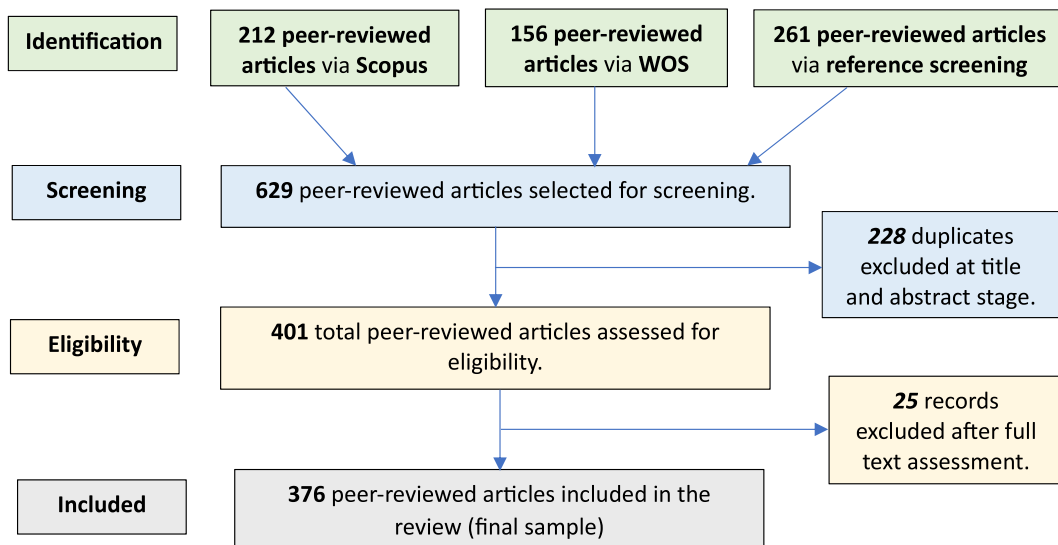 Identification
212 peer-reviewed
articles via Scopus
156 peer-reviewed
articles via WOS
261 peer-reviewed articles
via reference screening
Screening
629 peer-reviewed articles selected for screening.
228 duplicates
excluded at title
and abstract stage.
Eligibility
401 total peer-reviewed articles assessed for
eligibility.
25 records
excluded after full
text assessment.
Included
376 peer-reviewed articles included in the
review (final sample)